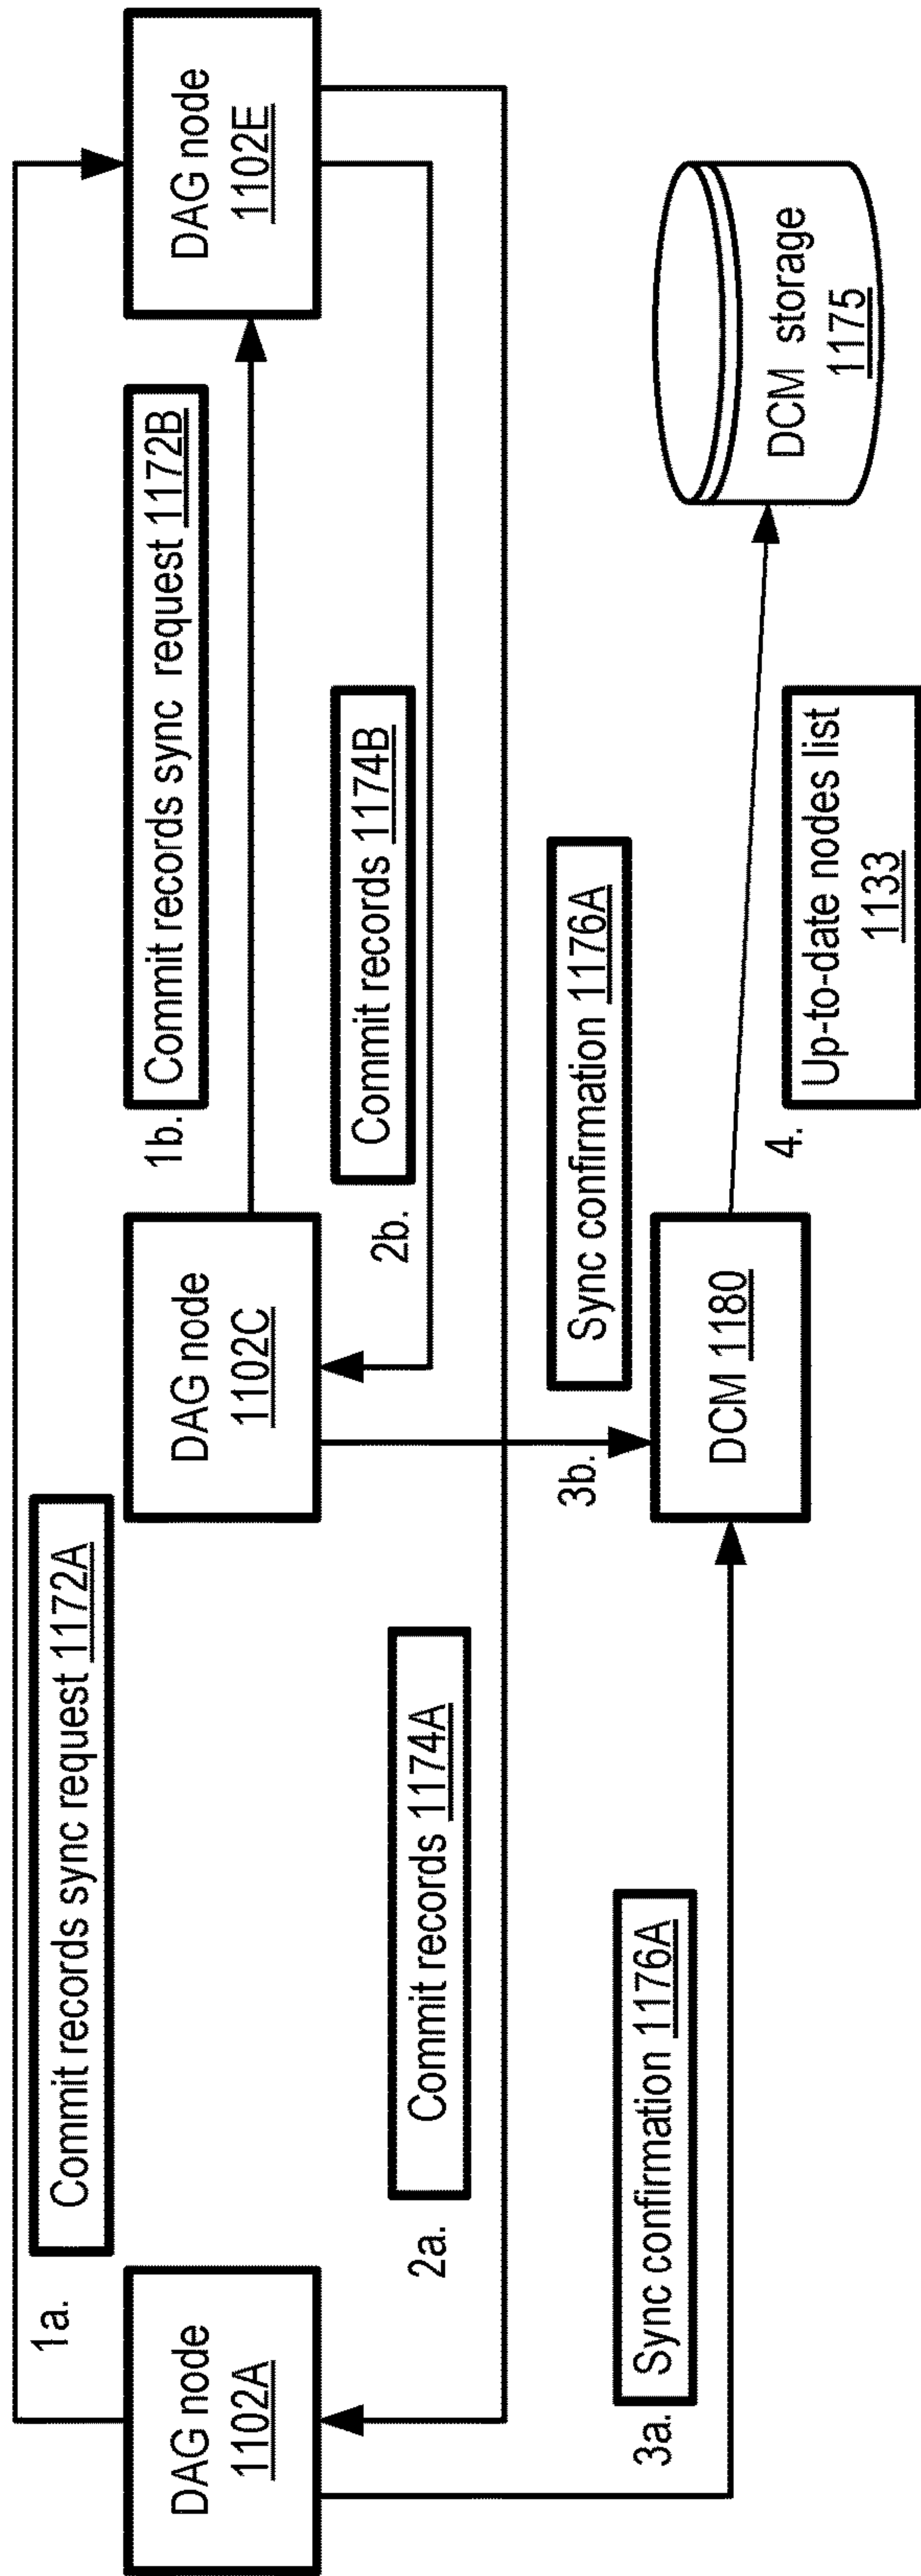 1a.
Commit records sync request 1172A
DAG node
1102A
DAG node
1102C
1b.
Commit records sync request 1172B
DAG node
1102E
2a.
Commit records 1174A
2b.
Commit records 1174B
3a.
Sync confirmation 1176A
3b.
Sync confirmation 1176A
DCM 1180
4.
Up-to-date nodes list
1133
DCM storage
1175